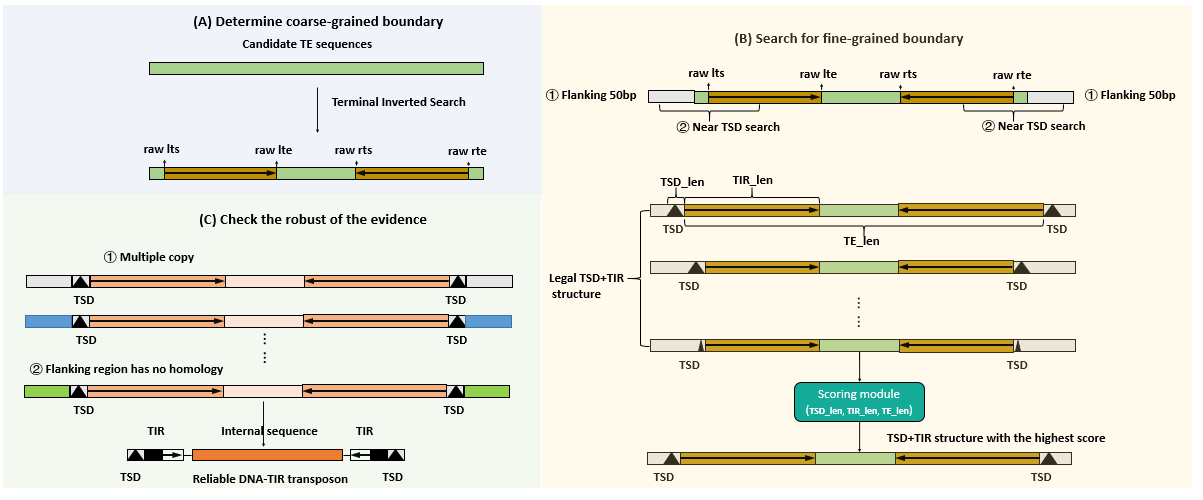 (A) Determine coarse-grained boundary
Candidate TE sequences
Terminal Inverted Search
raw lts
raw lte
raw rts
raw rte
(B) Search for fine-grained boundary
raw lts
raw lte
raw rts
raw rte
① Flanking 50bp
① Flanking 50bp
② Near TSD search
② Near TSD search
TSD_len
TIR_len
TSD
TSD
TE_len
Legal TSD+TIR
structure
TSD
TSD
TSD
TSD
Scoring module
(TSD_len, TIR_len, TE_len)
TSD+TIR structure with the highest score
TSD
TSD
(C) Check the robust of the evidence
① Multiple copy
TSD
TSD
TSD
TSD
② Flanking region has no homology
TSD
TSD
TIR
Internal sequence
TIR
TSD
Reliable DNA-TIR transposon
TSD